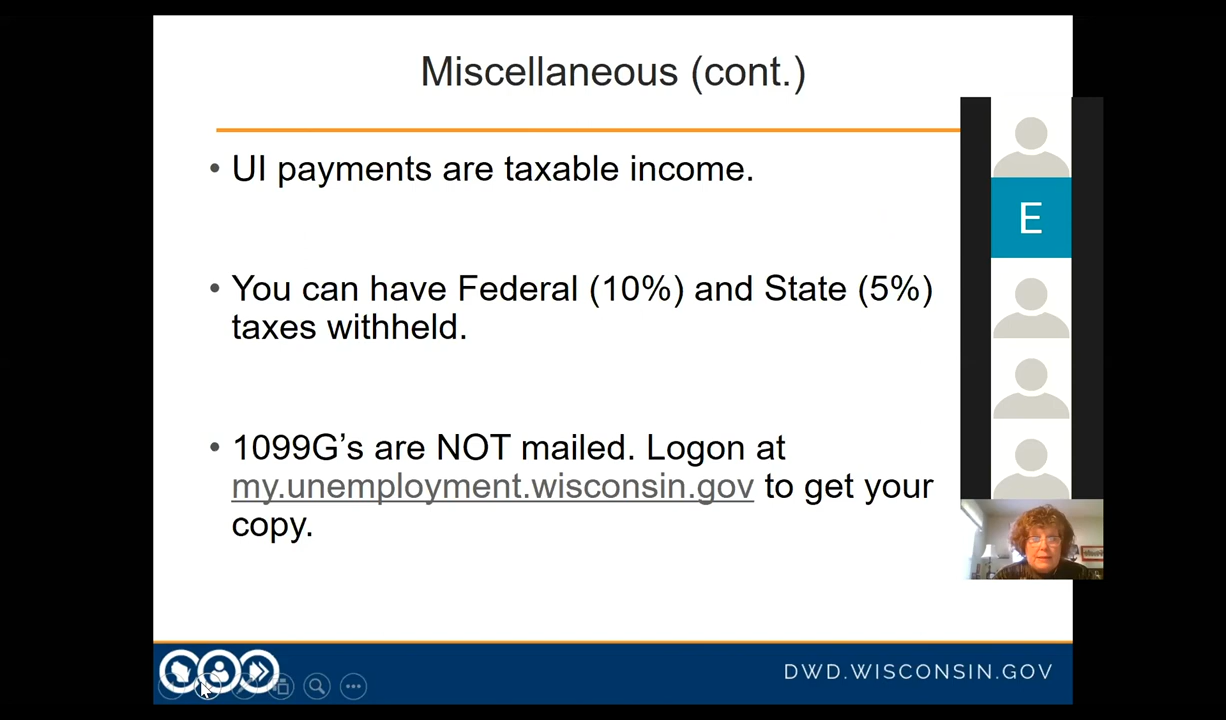 Miscellaneous (cont.)
• UI payments are taxable income.
• You can have Federal (10%) and State (5%)
taxes withheld.
• 1099G’s are NOT mailed. Logon at
my.unemployment.wisconsin.gov to get your
copy.
E
DWD.WISCONSIN.GOV